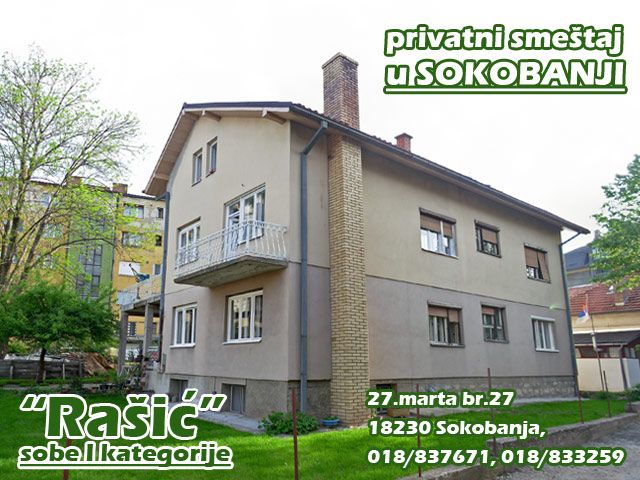 privatni smeštaj
u SOKOBANJI
“Rašić”
sobe I kategorije
27.marta br.27
18230 Sokobanja,
018/837671, 018/833259